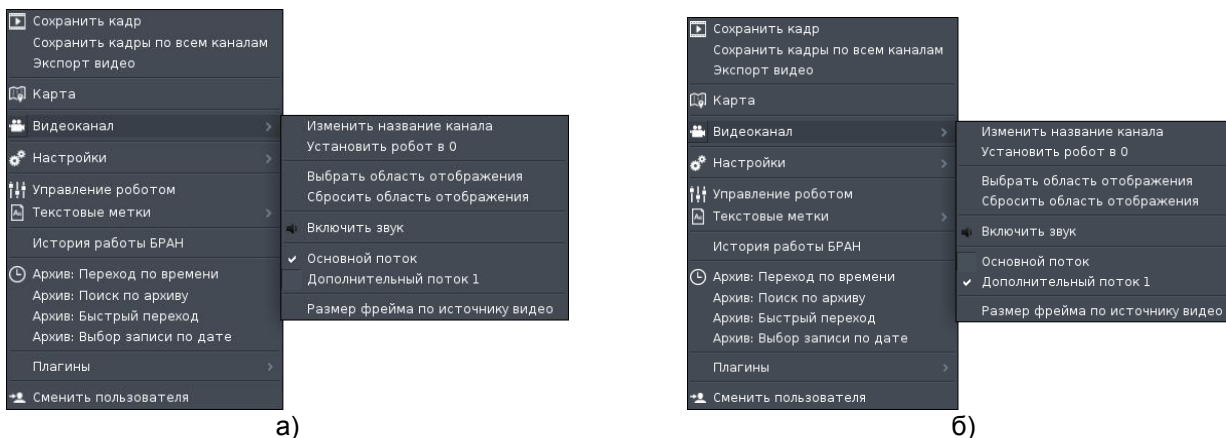 Сохранить кадр
Сохранить кадры по всем каналам
Экспорт видео
Карта
Видеоканал
Настройки
Управление роботом
Текстовые метки
История работы БРАН
Архив: Переход по времени
Архив: Поиск по архиву
Архив: Быстрый переход
Архив: Выбор записи по дате
Плагины
Сменить пользователя
Изменить название канала
Установить робот в 0
Выбрать область отображения
Сбросить область отображения
Включить звук
Основной поток
Дополнительный поток 1
Размер фрейма по источнику видео
а)
Сохранить кадр
Сохранить кадры по всем каналам
Экспорт видео
Карта
Видеоканал
Настройки
Управление роботом
Текстовые метки
История работы БРАН
Архив: Переход по времени
Архив: Поиск по архиву
Архив: Быстрый переход
Архив: Выбор записи по дате
Плагины
Сменить пользователя
Изменить название канала
Установить робот в 0
Выбрать область отображения
Сбросить область отображения
Включить звук
Основной поток
Дополнительный поток 1
Размер фрейма по источнику видео
б)